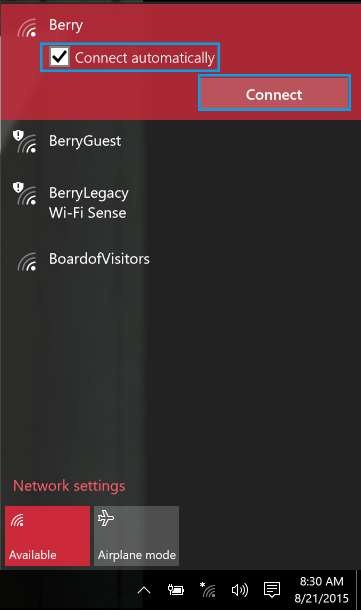 Berry
Connect automatically
Connect
BerryGuest
BerryLegacy
Wi-Fi Sense
BoardofVisitors
Network settings
Available
Airplane mode
8:30 AM
8/21/2015